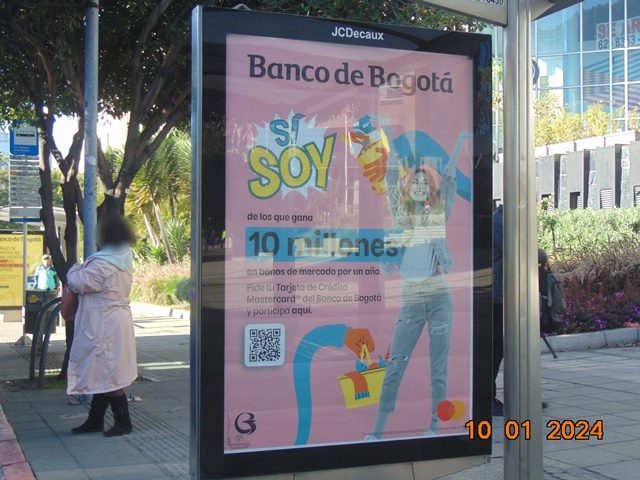 JCDecaux
Banco de Bogotá
SÍ
SOY
de los que gana
10 millones
en bonos de mercado por un año.
Pide tu Tarjeta de Crédito
Mastercard® del Banco de Bogotá
y participa aquí.
10 01 2024